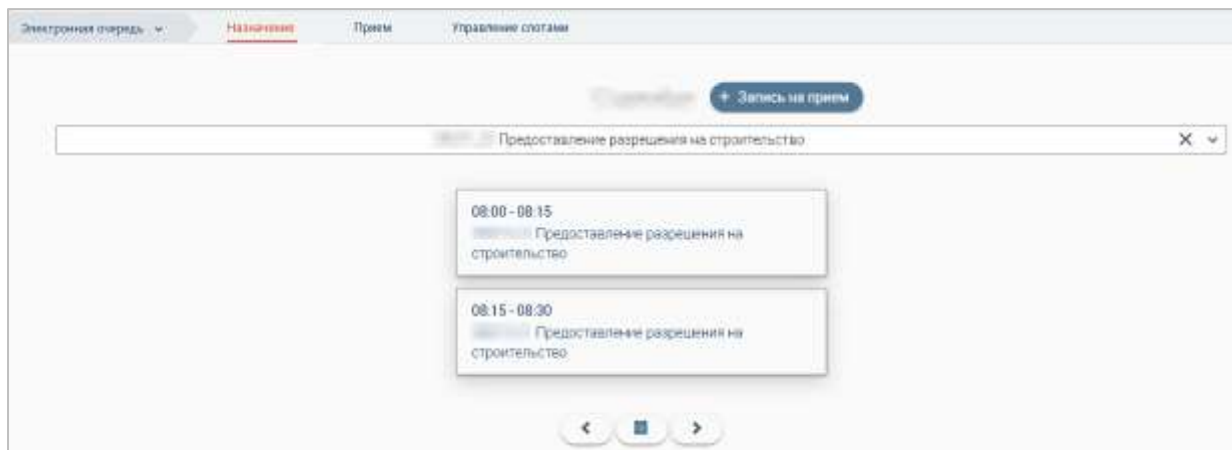 Электронная очередь Назначение Прием Управление слотами
+ Запись на прием
Предоставление разрешения на строительство
08:00 - 08:15
Предоставление разрешения на
строительство
08:15 - 08:30
Предоставление разрешения на
строительство